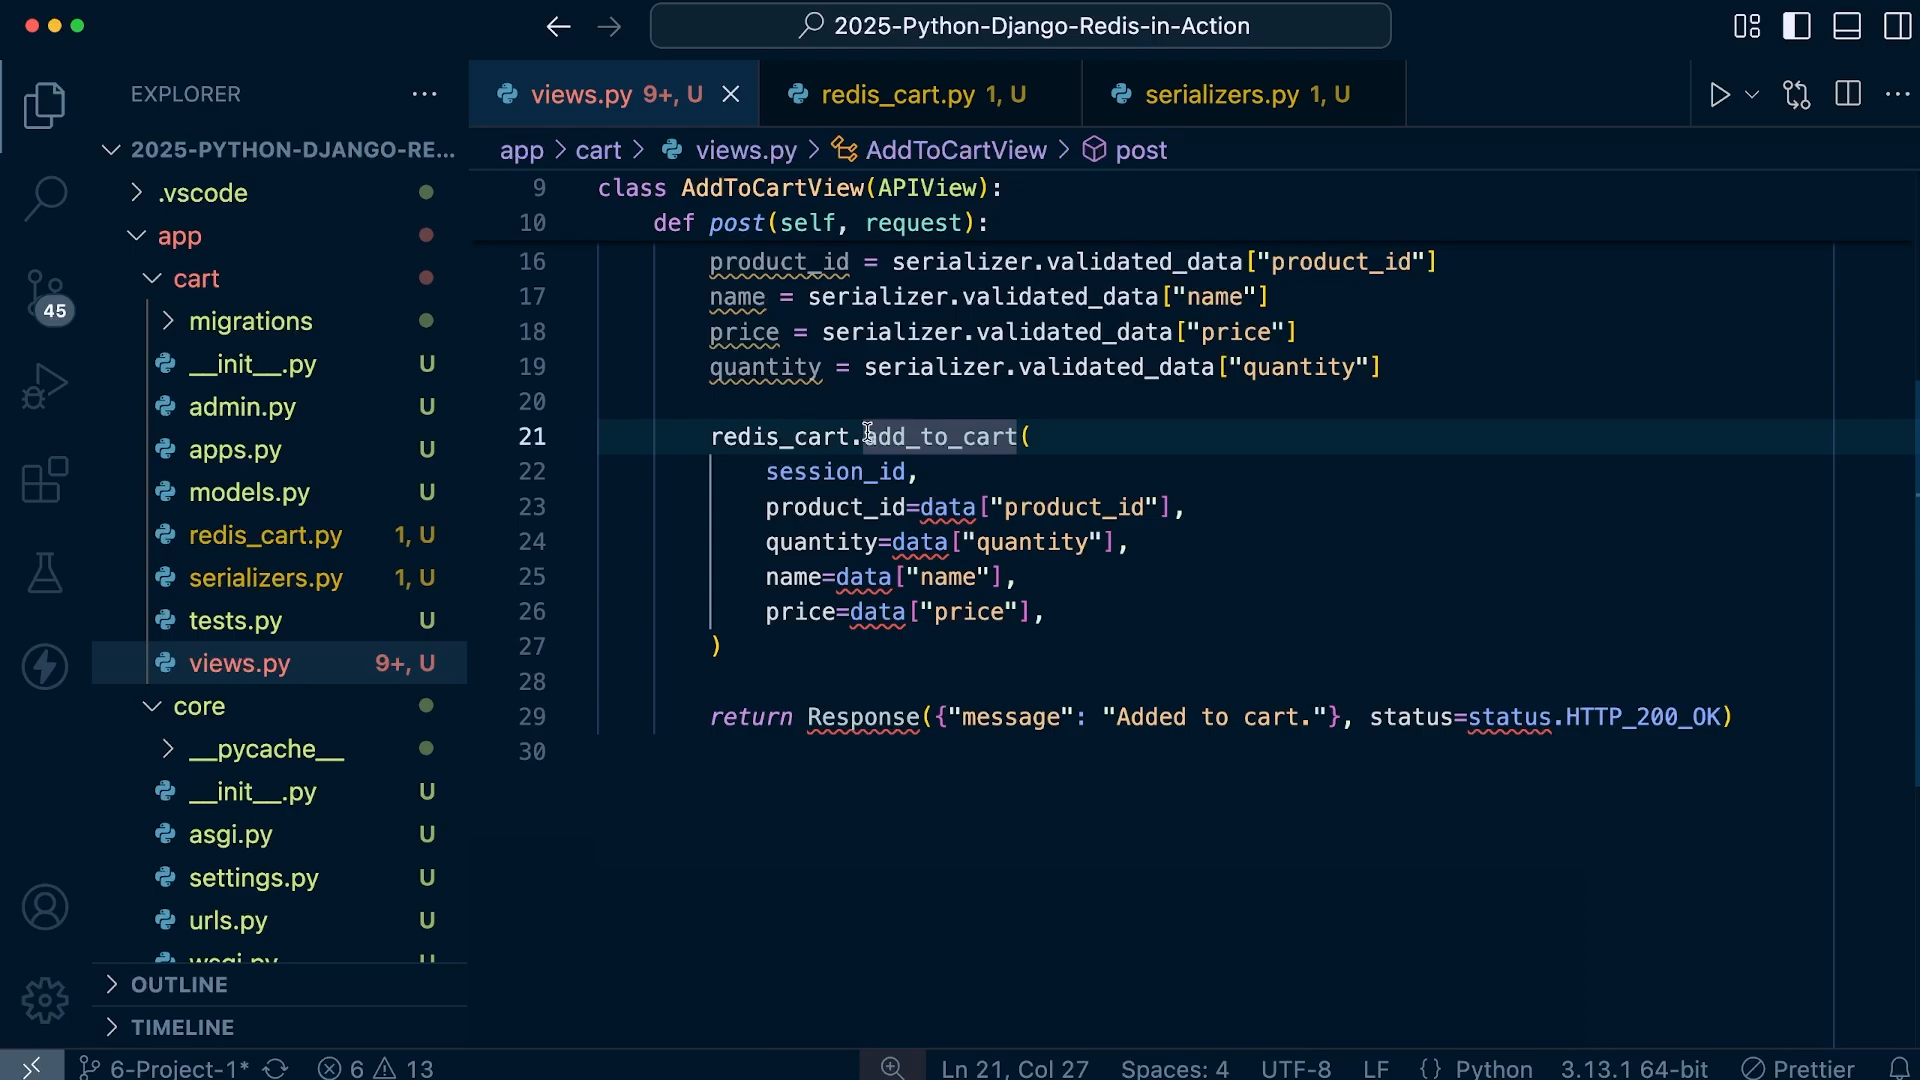 2025-Python-Django-Redis-in-Action
EXPLORER
2025-PYTHON-DJANGO-RE...
.vscode
app
cart
migrations
__init__.py U
admin.py U
apps.py U
models.py U
redis_cart.py 1, U
serializers.py 1, U
tests.py U
views.py 9+, U
core
__pycache__
__init__.py U
asgi.py U
settings.py U
urls.py U
wsgi.py U
OUTLINE
TIMELINE
45
views.py 9+, U
redis_cart.py 1, U
serializers.py 1, U
app > cart > views.py > AddToCartView > post
9 class AddToCartView(APIView):
10 def post(self, request):
16 product_id = serializer.validated_data["product_id"]
17 name = serializer.validated_data["name"]
18 price = serializer.validated_data["price"]
19 quantity = serializer.validated_data["quantity"]
20
21 redis_cart.add_to_cart(
22 session_id,
23 product_id=data["product_id"],
24 quantity=data["quantity"],
25 name=data["name"],
26 price=data["price"],
27 )
28
29 return Response({"message": "Added to cart."}, status=status.HTTP_200_OK)
30
6-Project-1* 6 13 Ln 21, Col 27 Spaces: 4 UTF-8 LF {} Python 3.13.1 64-bit Prettier